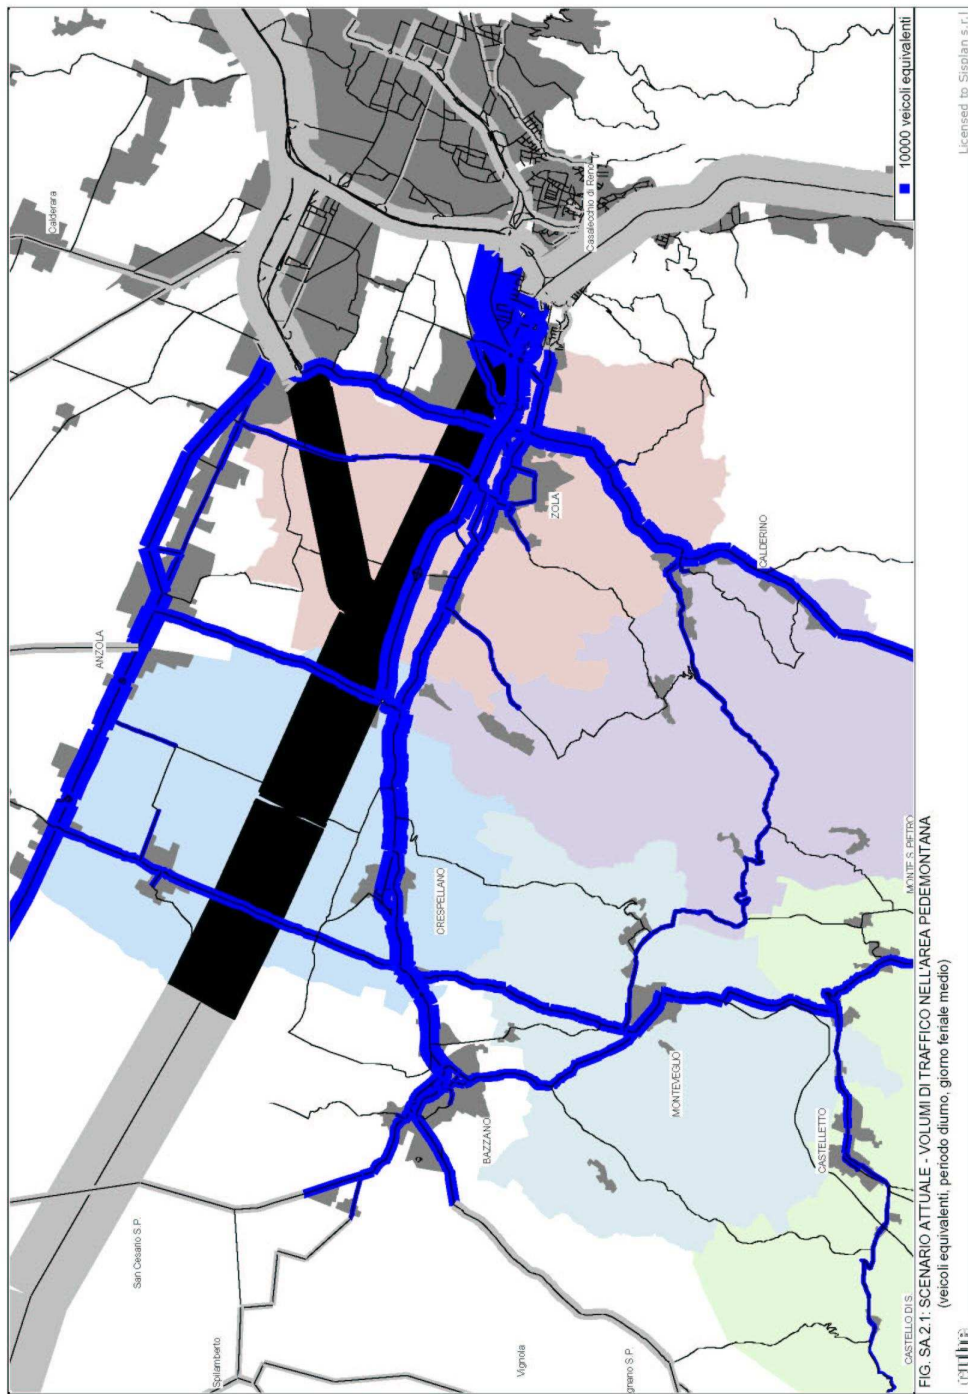 Calderara
Casalecchio di Reno
10000 veicoli equivalenti
ANZOLA
ZOLA
CALDERINO
CRESPELLANO
MONTE S. PIETRO
San Cesario S.P.
BAZZANO
MONTEVEGLIO
CASTELLETTO
Spilamberto
Vignola
gnano S.P.
CASTELLO DI S.
FIG. SA.2.1: SCENARIO ATTUALE - VOLUMI DI TRAFFICO NELL'AREA PEDEMONTANA
(veicoli equivalenti, periodo diurno, giorno feriale medio)
Licensed to Sisplan s.r.l